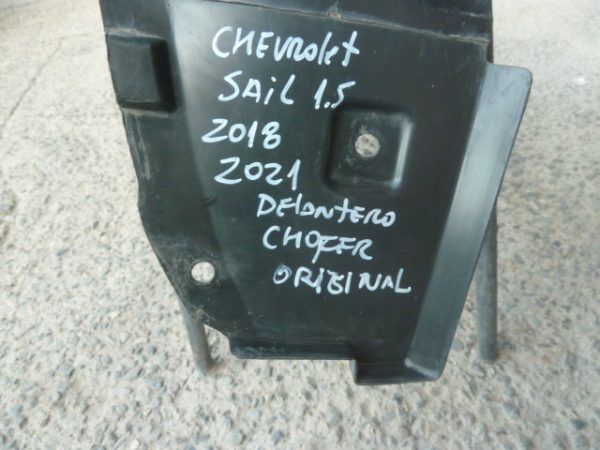 CHEVROLET
SAIL 1.5
2018
2021
DELANTERO
CHOFER
ORIGINAL